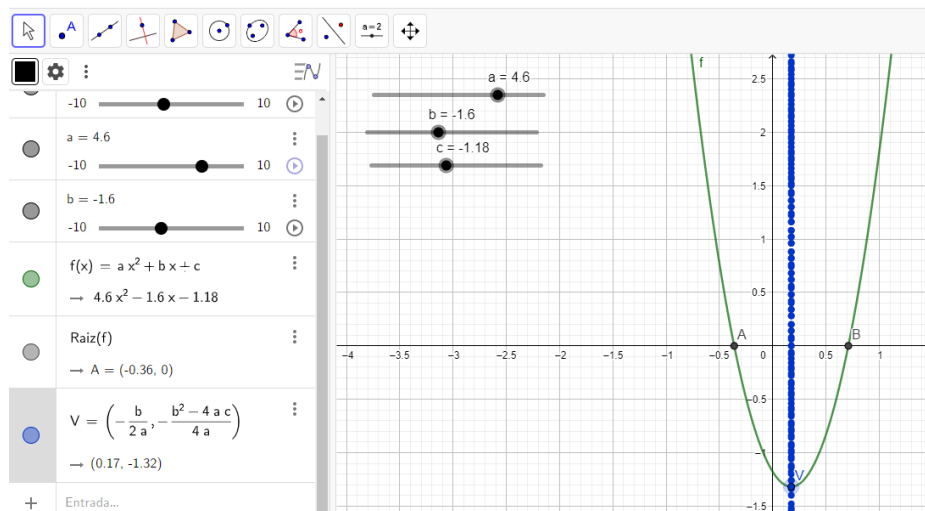 A
a=2
-10 10
a = 4.6
-10 10
b = -1.6
-10 10
f(x) = a x² + b x + c
→ 4.6 x² − 1.6 x − 1.18
Raiz(f)
→ A = (-0.36, 0)
V = (− b/2 a, − b² − 4 a c/4 a)
→ (0.17, -1.32)
+ Entrada...
a = 4.6
b = -1.6
c = -1.18
f
2.5
2
1.5
1
0.5
A
B
-4 -3.5 -3 -2.5 -2 -1.5 -1 -0.5 0 0.5 1
-0.5
-1
V
-1.5